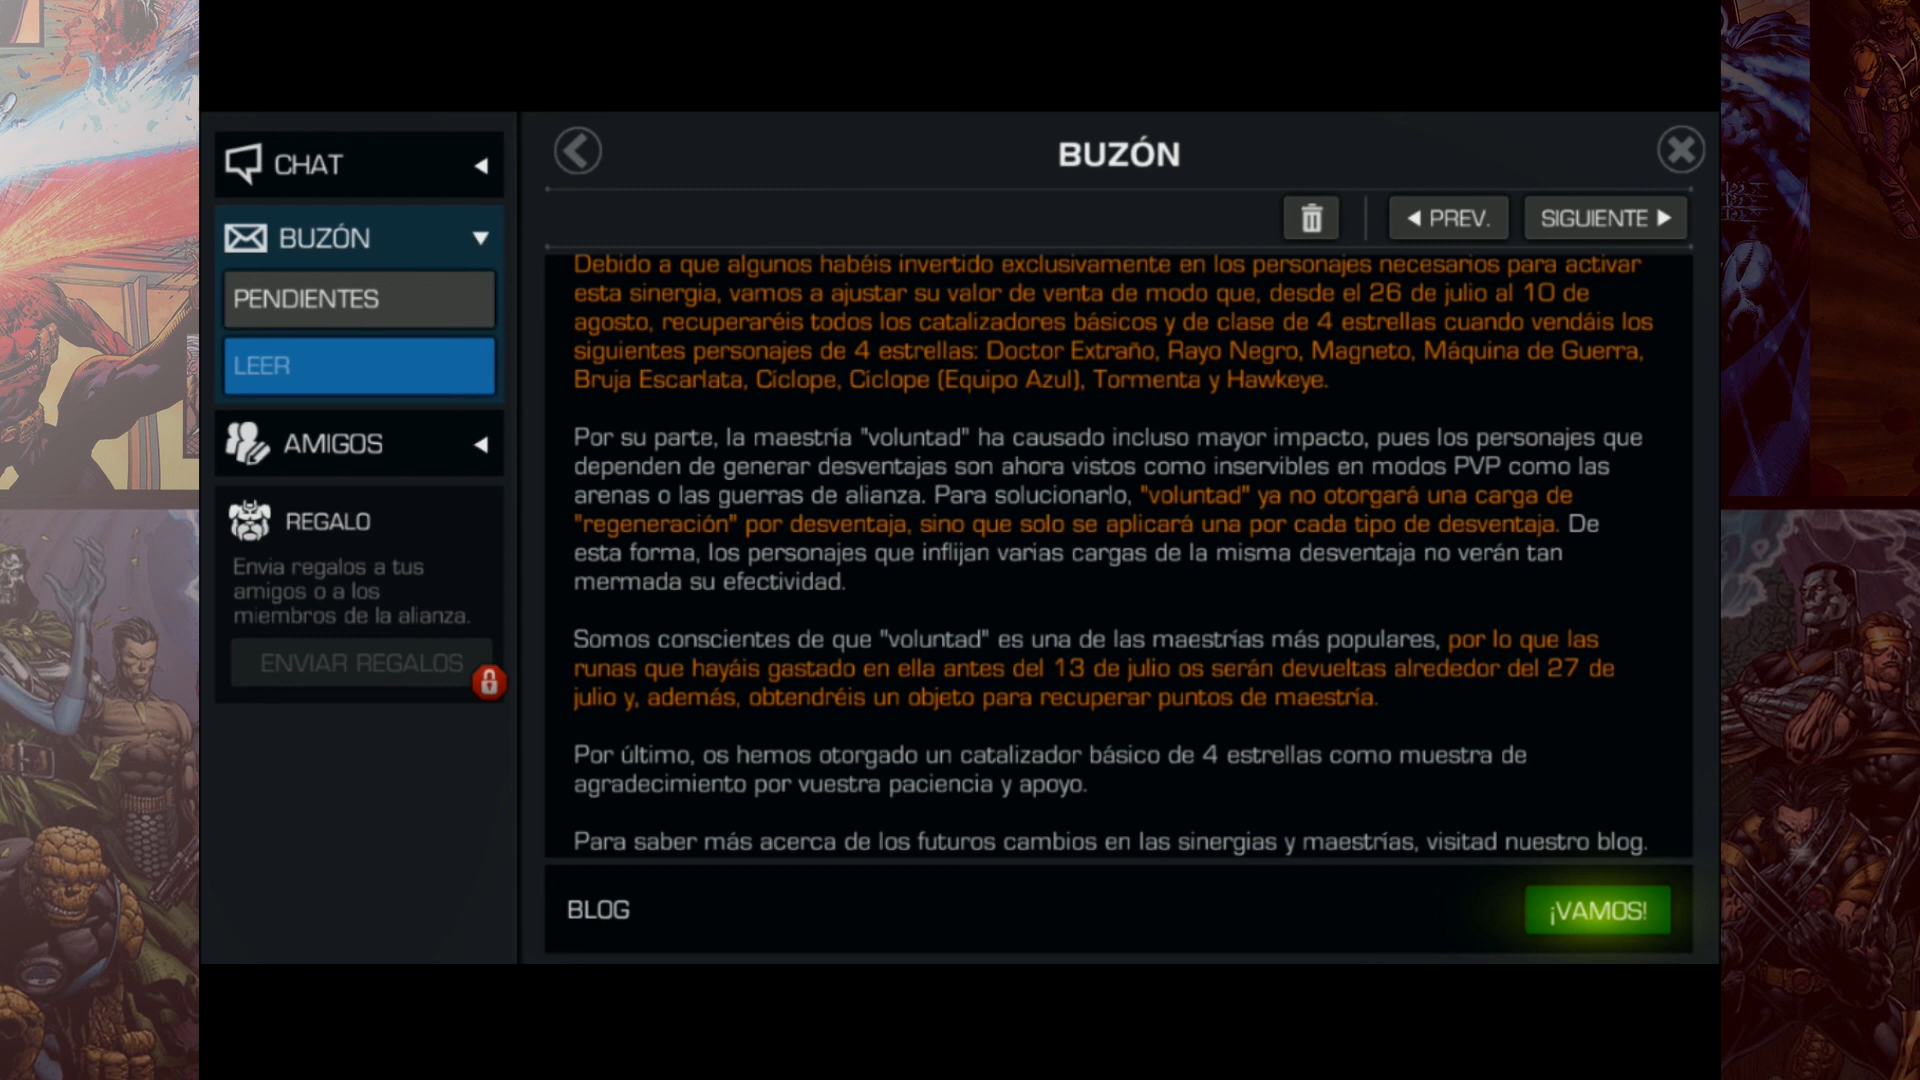 CHAT
BUZÓN
PENDIENTES
LEER
AMIGOS
REGALO
Envia regalos a tus
amigos o a los
miembros de la alianza.
ENVIAR REGALOS
BUZÓN
PREV.
SIGUIENTE
Debido a que algunos habéis invertido exclusivamente en los personajes necesarios para activar
esta sinergia, vamos a ajustar su valor de venta de modo que, desde el 26 de julio al 10 de
agosto, recuperaréis todos los catalizadores básicos y de clase de 4 estrellas cuando vendáis los
siguientes personajes de 4 estrellas: Doctor Extraño, Rayo Negro, Magneto, Máquina de Guerra,
Bruja Escarlata, Cíclope, Cíclope (Equipo Azul), Tormenta y Hawkeye.
Por su parte, la maestría "voluntad" ha causado incluso mayor impacto, pues los personajes que
dependen de generar desventajas son ahora vistos como inservibles en modos PVP como las
arenas o las guerras de alianza. Para solucionarlo, "voluntad" ya no otorgará una carga de
"regeneración" por desventaja, sino que solo se aplicará una por cada tipo de desventaja. De
esta forma, los personajes que inflijan varias cargas de la misma desventaja no verán tan
mermada su efectividad.
Somos conscientes de que "voluntad" es una de las maestrías más populares, por lo que las
runas que hayáis gastado en ella antes del 13 de julio os serán devueltas alrededor del 27 de
julio y, además, obtendréis un objeto para recuperar puntos de maestría.
Por último, os hemos otorgado un catalizador básico de 4 estrellas como muestra de
agradecimiento por vuestra paciencia y apoyo.
Para saber más acerca de los futuros cambios en las sinergias y maestrías, visitad nuestro blog.
BLOG
¡VAMOS!